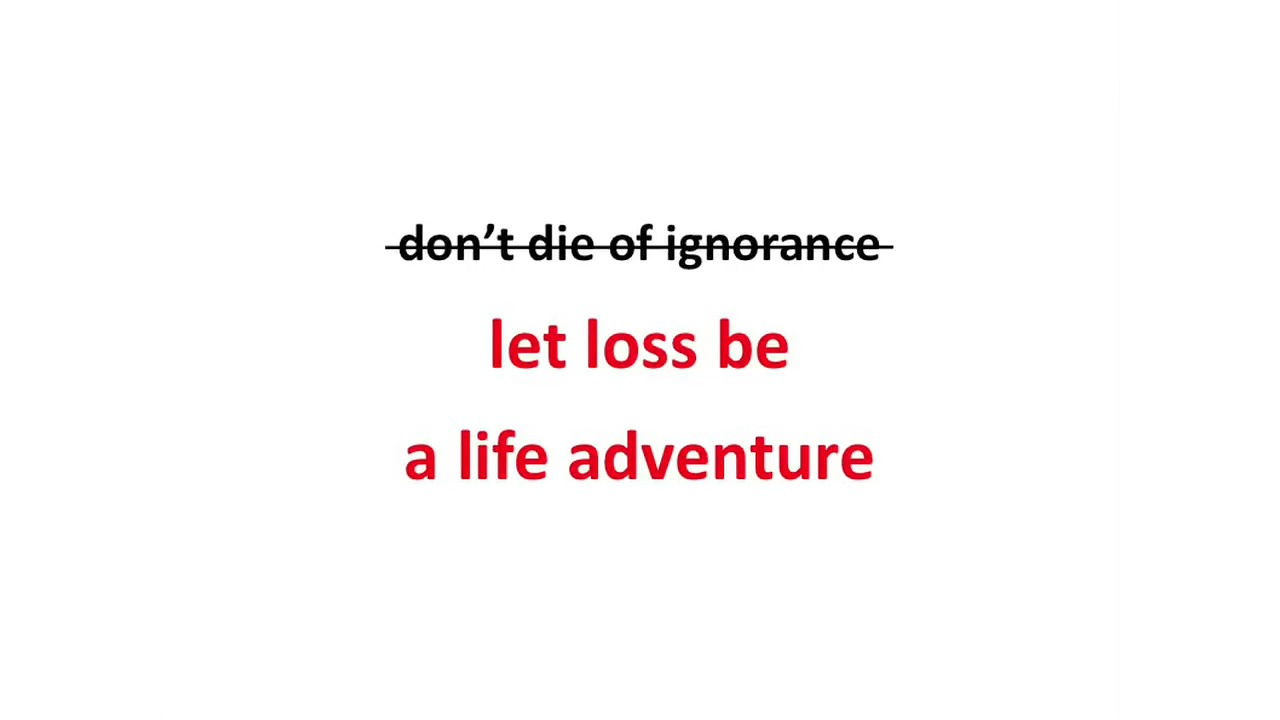 don’t die of ignorance
let loss be
a life adventure